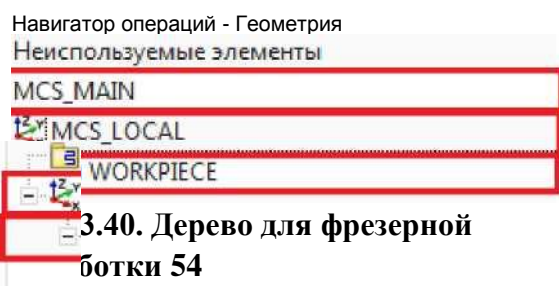 Навигатор операций - Геометрия
Неиспользуемые элементы
MCS_MAIN
MCS_LOCAL
WORKPIECE
3.40. Дерево для фрезерной
ботки 54